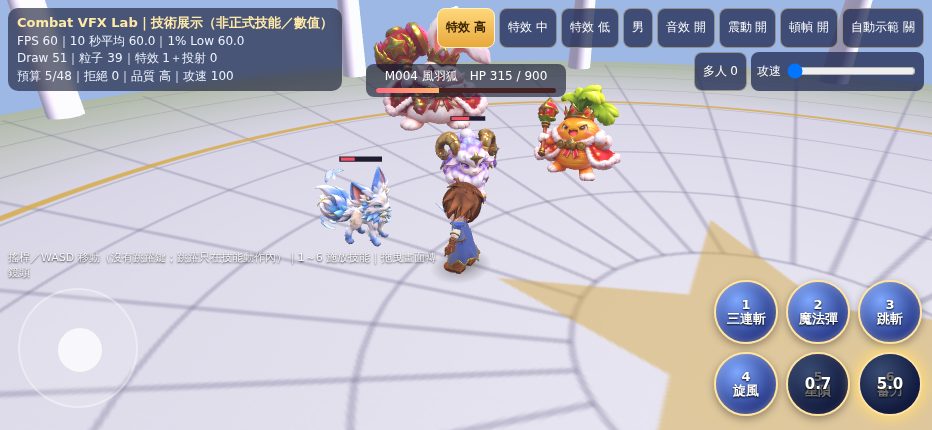 Combat VFX Lab｜技術展示（非正式技能／數值）
FPS 60｜10 秒平均 60.0｜1% Low 60.0
Draw 51｜粒子 39｜特效 1＋投射 0
預算 5/48｜拒絕 0｜品質 高｜攻速 100
特效 高
特效 中
特效 低
男
音效 開
震動 開
頓幀 開
自動示範 關
多人 0
攻速
M004 風羽狐 HP 315 / 900
搖桿／WASD 移動（沒有跳躍鍵；跳躍只在技能動作內）｜1～6 施放技能｜拖曳畫面轉
鏡頭
1
三連斬
2
魔法彈
3
跳斬
4
旋風
0.7
5.0